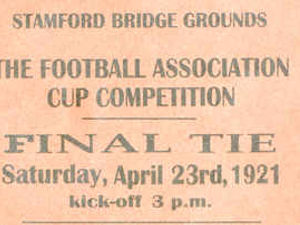 STAMFORD BRIDGE GROUNDS
THE FOOTBALL ASSOCIATION
CUP COMPETITION
FINAL TIE
Saturday, April 23rd, 1921
kick-off 3 p.m.